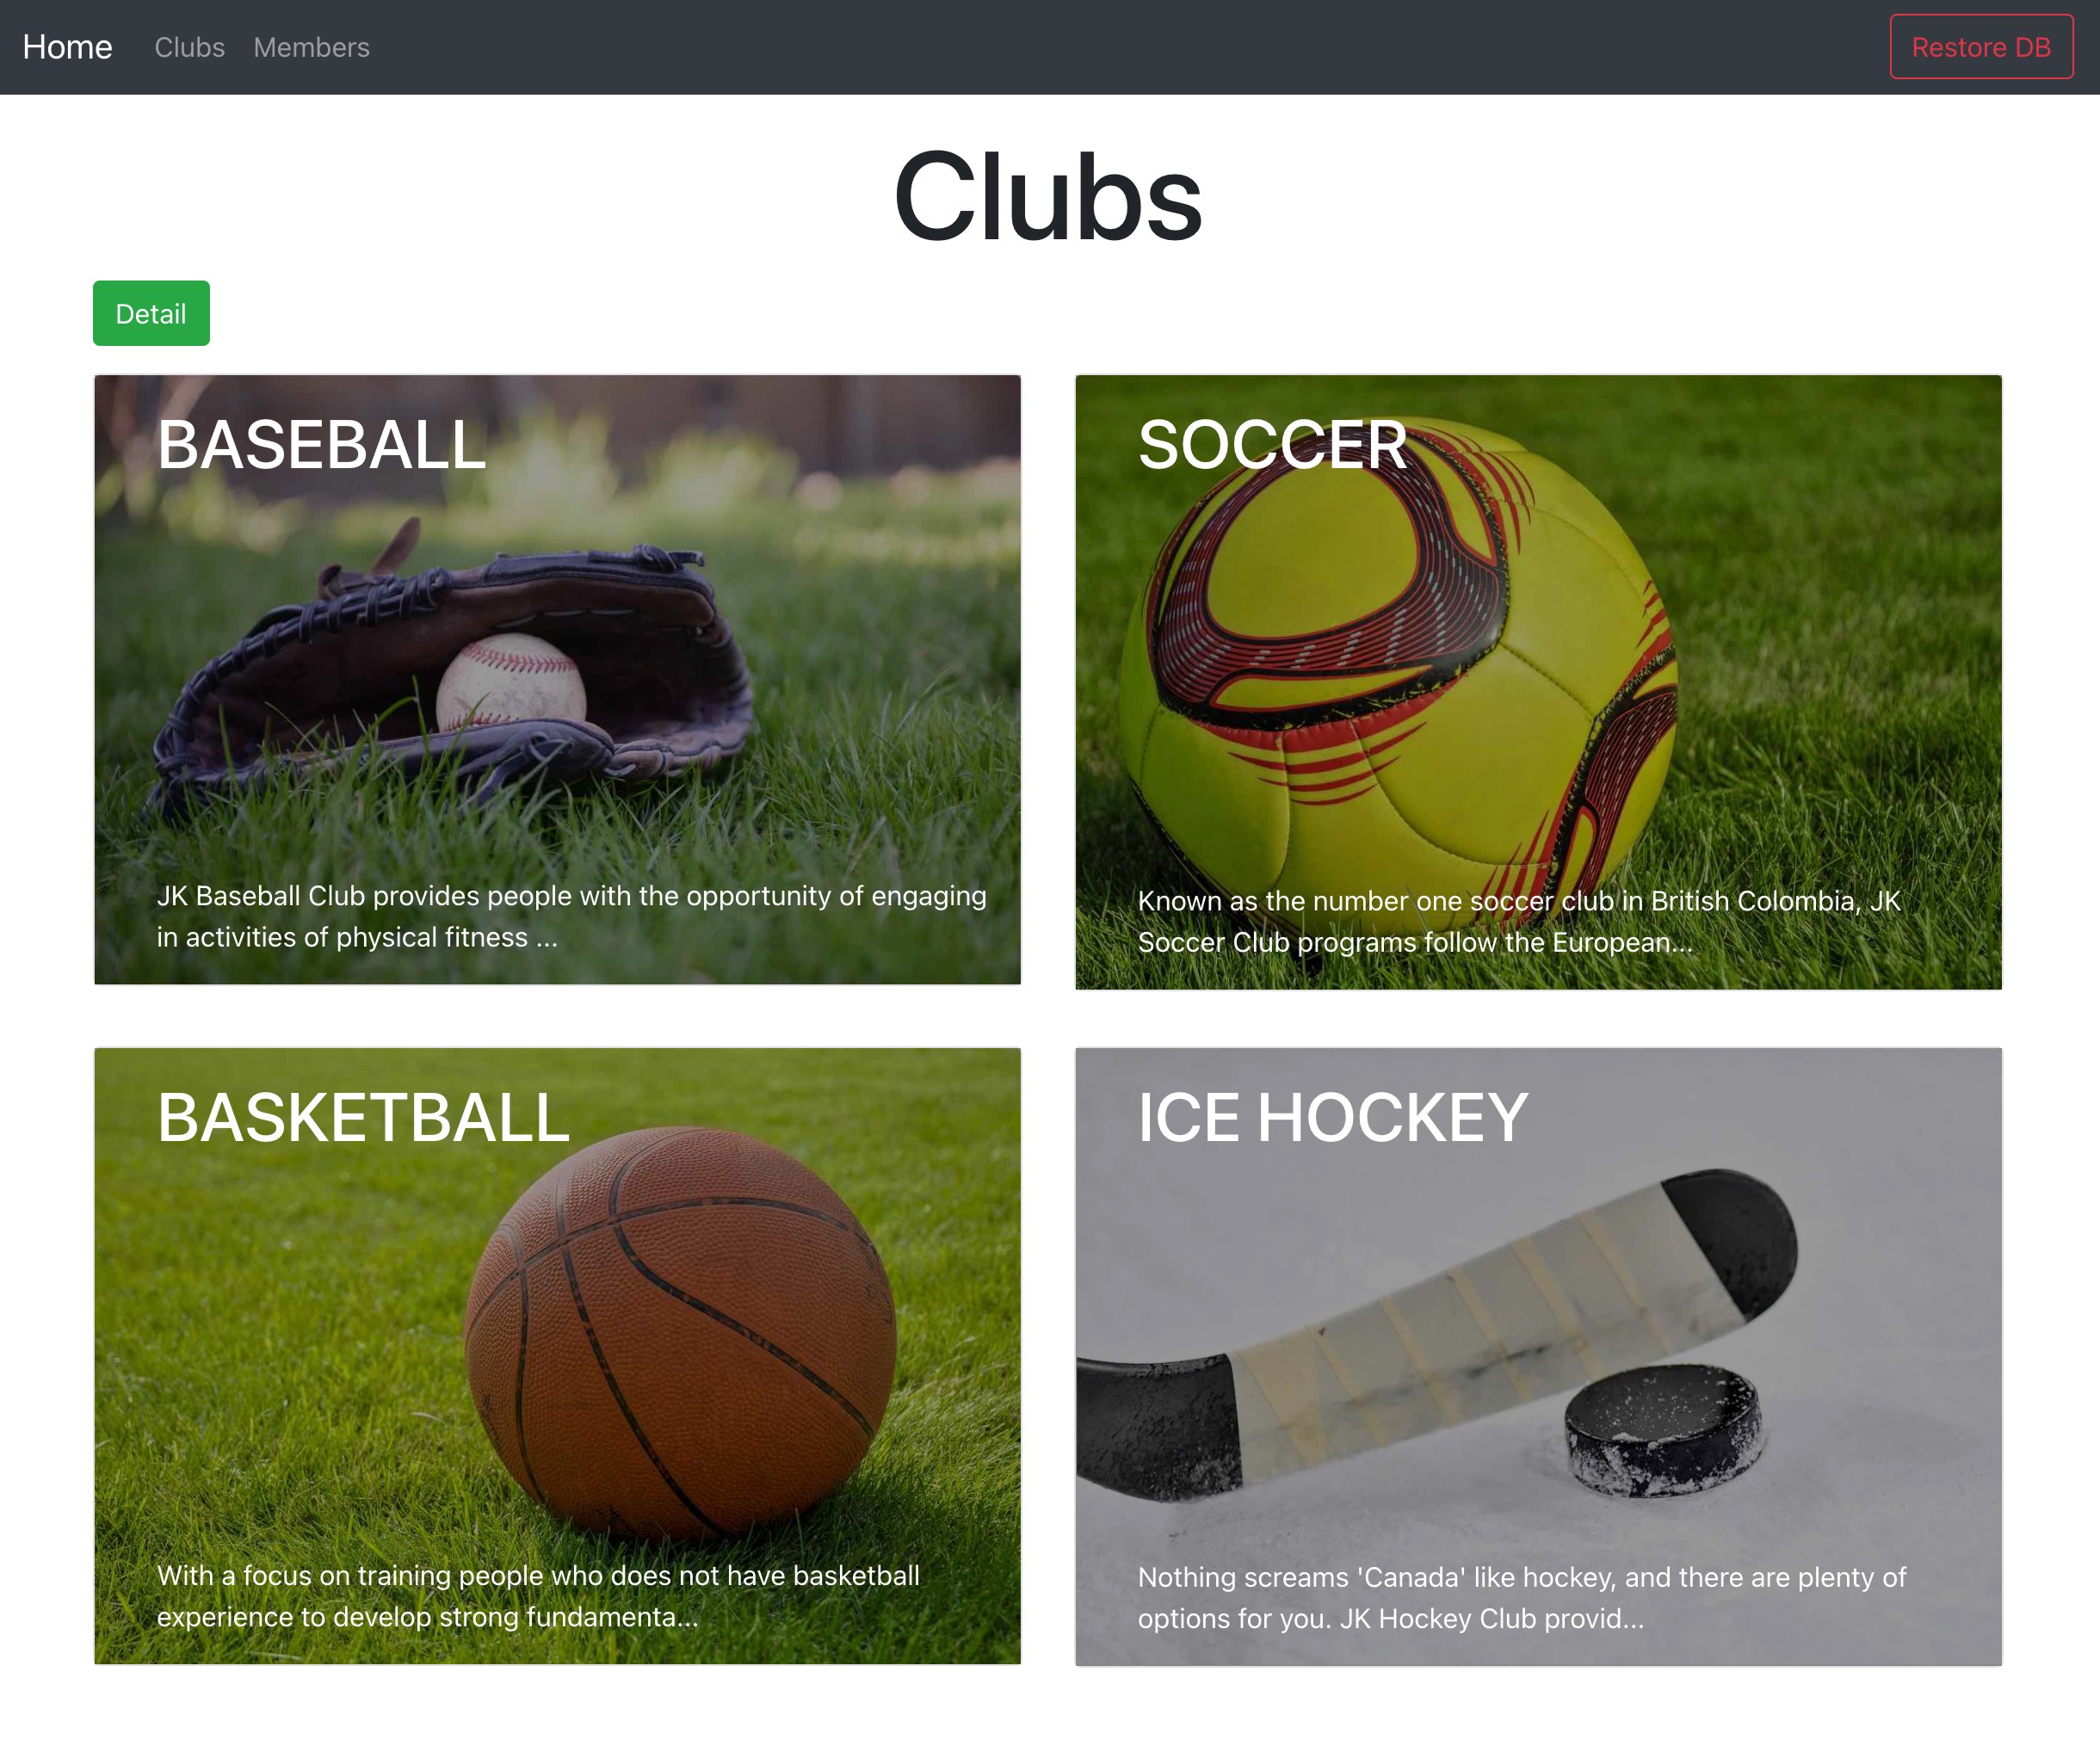 Home Clubs Members Restore DB
Clubs
Detail
BASEBALL
JK Baseball Club provides people with the opportunity of engaging
in activities of physical fitness ...
SOCCER
Known as the number one soccer club in British Colombia, JK
Soccer Club programs follow the European...
BASKETBALL
With a focus on training people who does not have basketball
experience to develop strong fundamenta...
ICE HOCKEY
Nothing screams 'Canada' like hockey, and there are plenty of
options for you. JK Hockey Club provid...